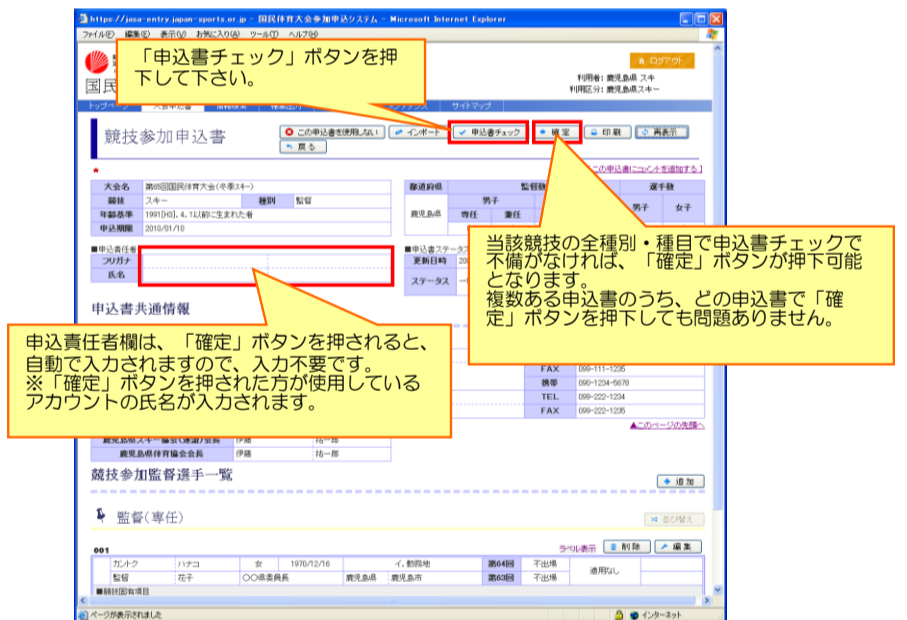 https://jasa-entry.japan-sports.or.jp - 国民体育大会参加申込システム - Microsoft Internet Explorer
ファイル(F) 編集(E) 表示(V) お気に入り(A) ツール(T) ヘルプ(H)
「申込書チェック」ボタンを押
下して下さい。
ログアウト
国民
利用者: 鹿児島県 スキ
利用区分: 鹿児島県スキー
トップページ
サイトマップ
競技参加申込書
この申込書を使用しない
インポート
申込書チェック
確定
印刷
再表示
戻る
この申込書にコメントを追加する]
大会名 第65回国民体育大会(冬季スキー)
競技 スキー 種別 監督
年齢基準 1991[H3]. 4. 1以前に生まれた者
申込期限 2010/01/10
都道府県 監督数 選手数
男子 男子 女子
鹿児島県 専任 兼任
■申込責任者
フリガナ
氏名
■申込書ステータス
更新日時
ステータス
当該競技の全種別・種目で申込書チェックで
不備がなければ、「確定」ボタンが押下可能
となります。
複数ある申込書のうち、どの申込書で「確
定」ボタンを押下しても問題ありません。
申込書共通情報
申込責任者欄は、「確定」ボタンを押されると、
自動で入力されますので、入力不要です。
※「確定」ボタンを押された方が使用している
アカウントの氏名が入力されます。
FAX 099-111-1235
携帯 090-1234-5678
TEL 099-222-1234
FAX 099-222-1235
▲このページの先頭へ
鹿児島県スキー協会(連盟)会長 伊藤 祐一郎
鹿児島県体育協会会長 伊藤 祐一郎
競技参加監督選手一覧
追加
監督(専任)
並び替え
001
ラベル表示 削除 編集
カントク ハナコ 女 1970/12/16 イ. 勤務地 第64回 不出場 適用なし
監督 花子 ○○県委員長 鹿児島県 鹿児島市 第63回 不出場
■競技固有項目
ページが表示されました
インターネット